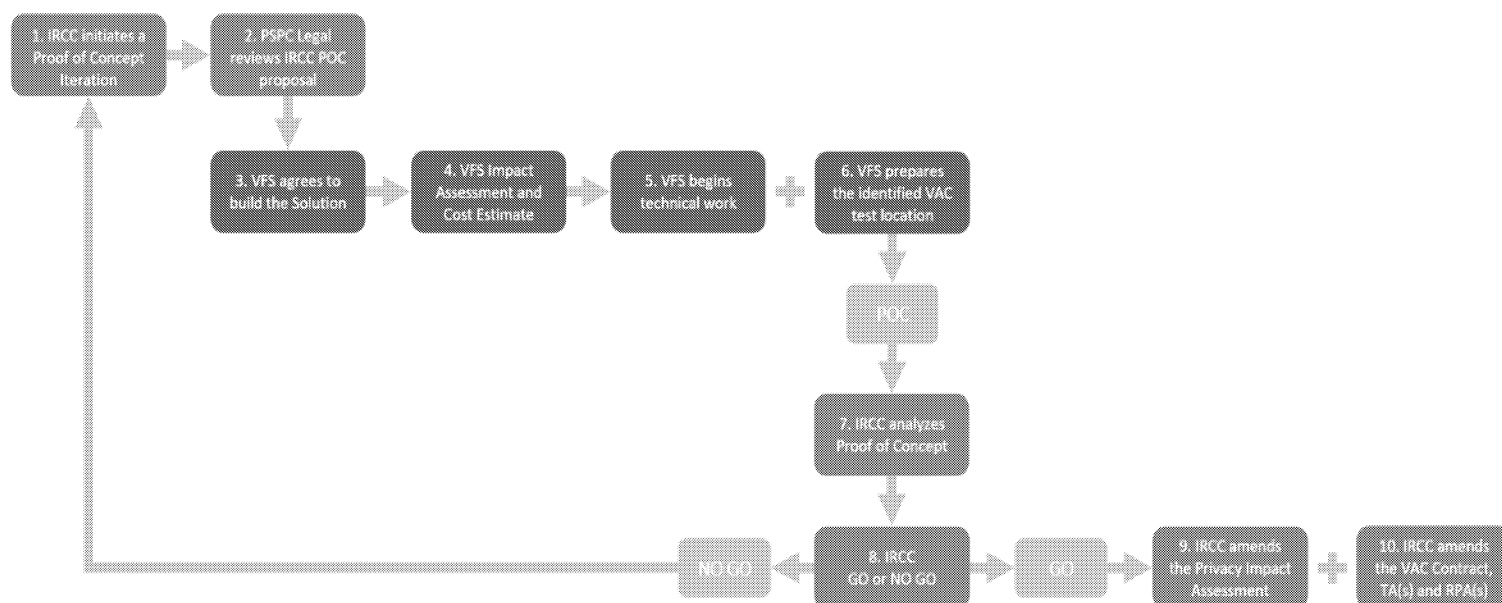 1. IRCC initiates a
Proof of Concept
Iteration
2. PSPC Legal
reviews IRCC POC
proposal
3. VFS agrees to
build the Solution
4. VFS Impact
Assessment and
Cost Estimate
5. VFS begins
technical work
6. VFS prepares
the identified VAC
test location
POC
7. IRCC analyzes
Proof of Concept
8. IRCC
GO or NO GO
NO GO
GO
9. IRCC amends
the Privacy Impact
Assessment
10. IRCC amends
the VAC Contract,
TA(s) and RPA(s)